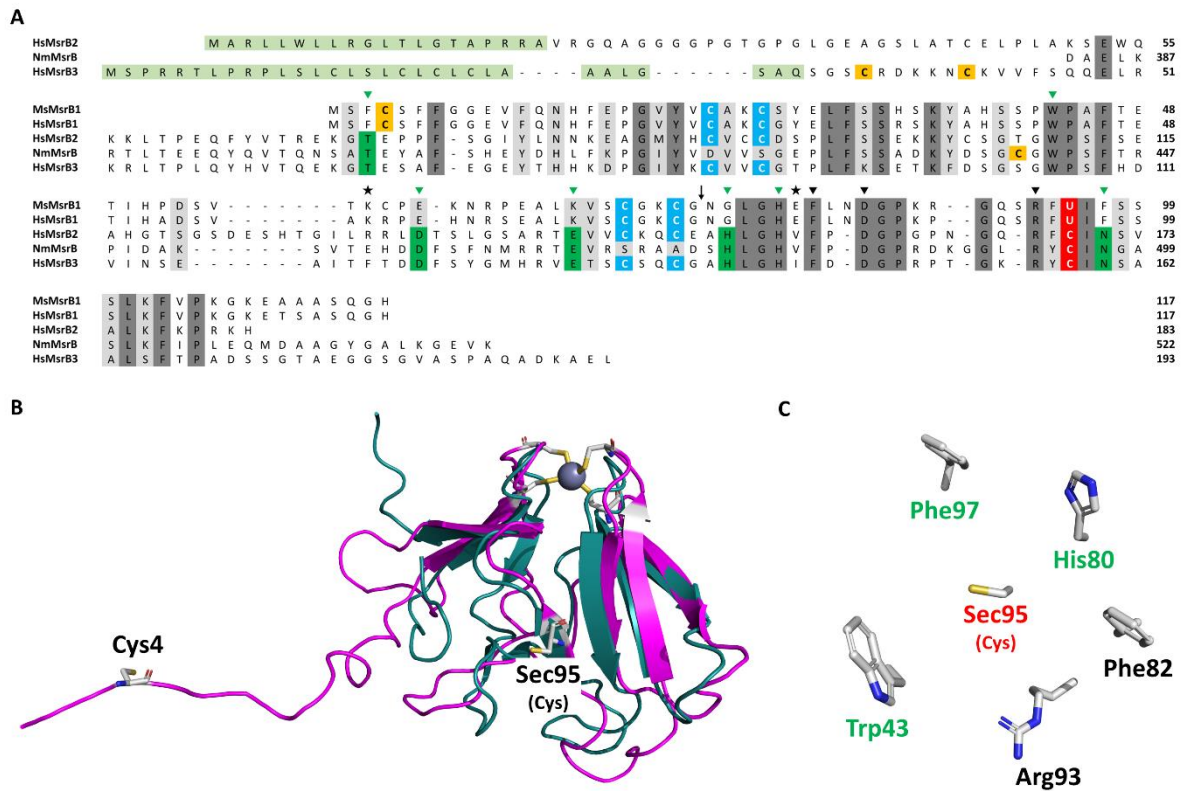 A
HsMsrB2 M A R L L W L L R G L T L G T A P R R A V R G Q A G G G G P G T G P G L G E A G S L A T C E L P L A K S E W Q 55
NmMsrB D A E L K 387
HsMsrB3 M S P R R T L P R P L S L C L S L C L C L C L A - - - - A A L G - - - - - - S A Q S G S C R D K K N C K V V F S Q Q E L R 51
MsMsrB1 M S F C S F F G G E V F Q N H F E P G V Y V C A K C S Y E L F S S H S K Y A H S S P W P A F T E 48
HsMsrB1 M S F C S F F G G E V F Q N H F E P G V Y V C A K C G Y E L F S S R S K Y A H S S P W P A F T E 48
HsMsrB2 K K L T P E Q F Y V T R E K G T E P P F - S G I Y L N N K E A G M Y H C V C C D S P L F S S E K K Y C S G T G W P S F S E 115
NmMsrB R T L T E E Q Y Q V T Q N S A T E Y A F - S H E Y D H L F K P G I Y V D V V S G E P L F S S A D K Y D S G C G W P S F T R 447
HsMsrB3 K R L T P L Q Y H V T Q E K G T E S A F - E G E Y T H H K D P G I Y K C V V C G T P L F K S E T K F D S G S G W P S F H D 111
MsMsrB1 T I H P D S V - - - - - - - T K C P E - K N R P E A L K V S C G K C G N G L G H E F L N D G P K R - G Q S R F U I F S S 99
HsMsrB1 T I H A D S V - - - - - - - T K R P E - H N R S E A L K V S C G K C G N G L G H E F L N D G P K P - G Q S R F U I F S S 99
HsMsrB2 A H G T S G S D E S H T G I L R R L D T S L G S A R T E V V C K Q C E A H L G H V F P - D G P G P N - G Q - R F C I N S V 173
NmMsrB P I D A K - - - - - - - - S V T E H D D F S F N M R R T E V R S R A A D S H L G H V F P - D G P R D K G G L - R Y C I N G A 499
HsMsrB3 V I N S E - - - - - - - - A I T F T D D F S Y G M H R V E T S C S Q C G A H L G H I F D - D G P R P T - G K - R Y C I N S A 162
MsMsrB1 S L K F V P K G K E A A A S Q G H 117
HsMsrB1 S L K F V P K G K E T S A S Q G H 117
HsMsrB2 A L K F K P R K H 183
NmMsrB S L K F I P L E Q M D A A G Y G A L K G E V K 522
HsMsrB3 A L S F T P A D S S G T A E G G S G V A S P A Q A D K A E L 193
B
Cys4
Sec95
(Cys)
C
Phe97
His80
Sec95
(Cys)
Phe82
Trp43
Arg93